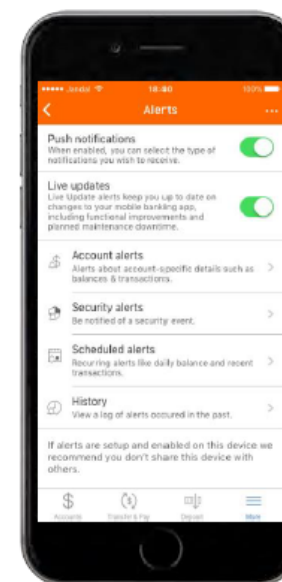 Jandal 18:40 100%
Alerts
Push notifications
When enabled, you can select the type of
notifications you wish to receive.
Live updates
Live Update alerts keep you up to date on
changes to your mobile banking app,
including functional improvements and
planned maintenance downtime.
Account alerts
Alerts about account-specific details such as
balances & transactions.
Security alerts
Be notified of a security event.
Scheduled alerts
Recurring alerts like daily balance and recent
transactions.
History
View a log of alerts occured in the past.
If alerts are setup and enabled on this device we
recommend you don't share this device with
others.
Accounts Transfer & Pay Deposit More